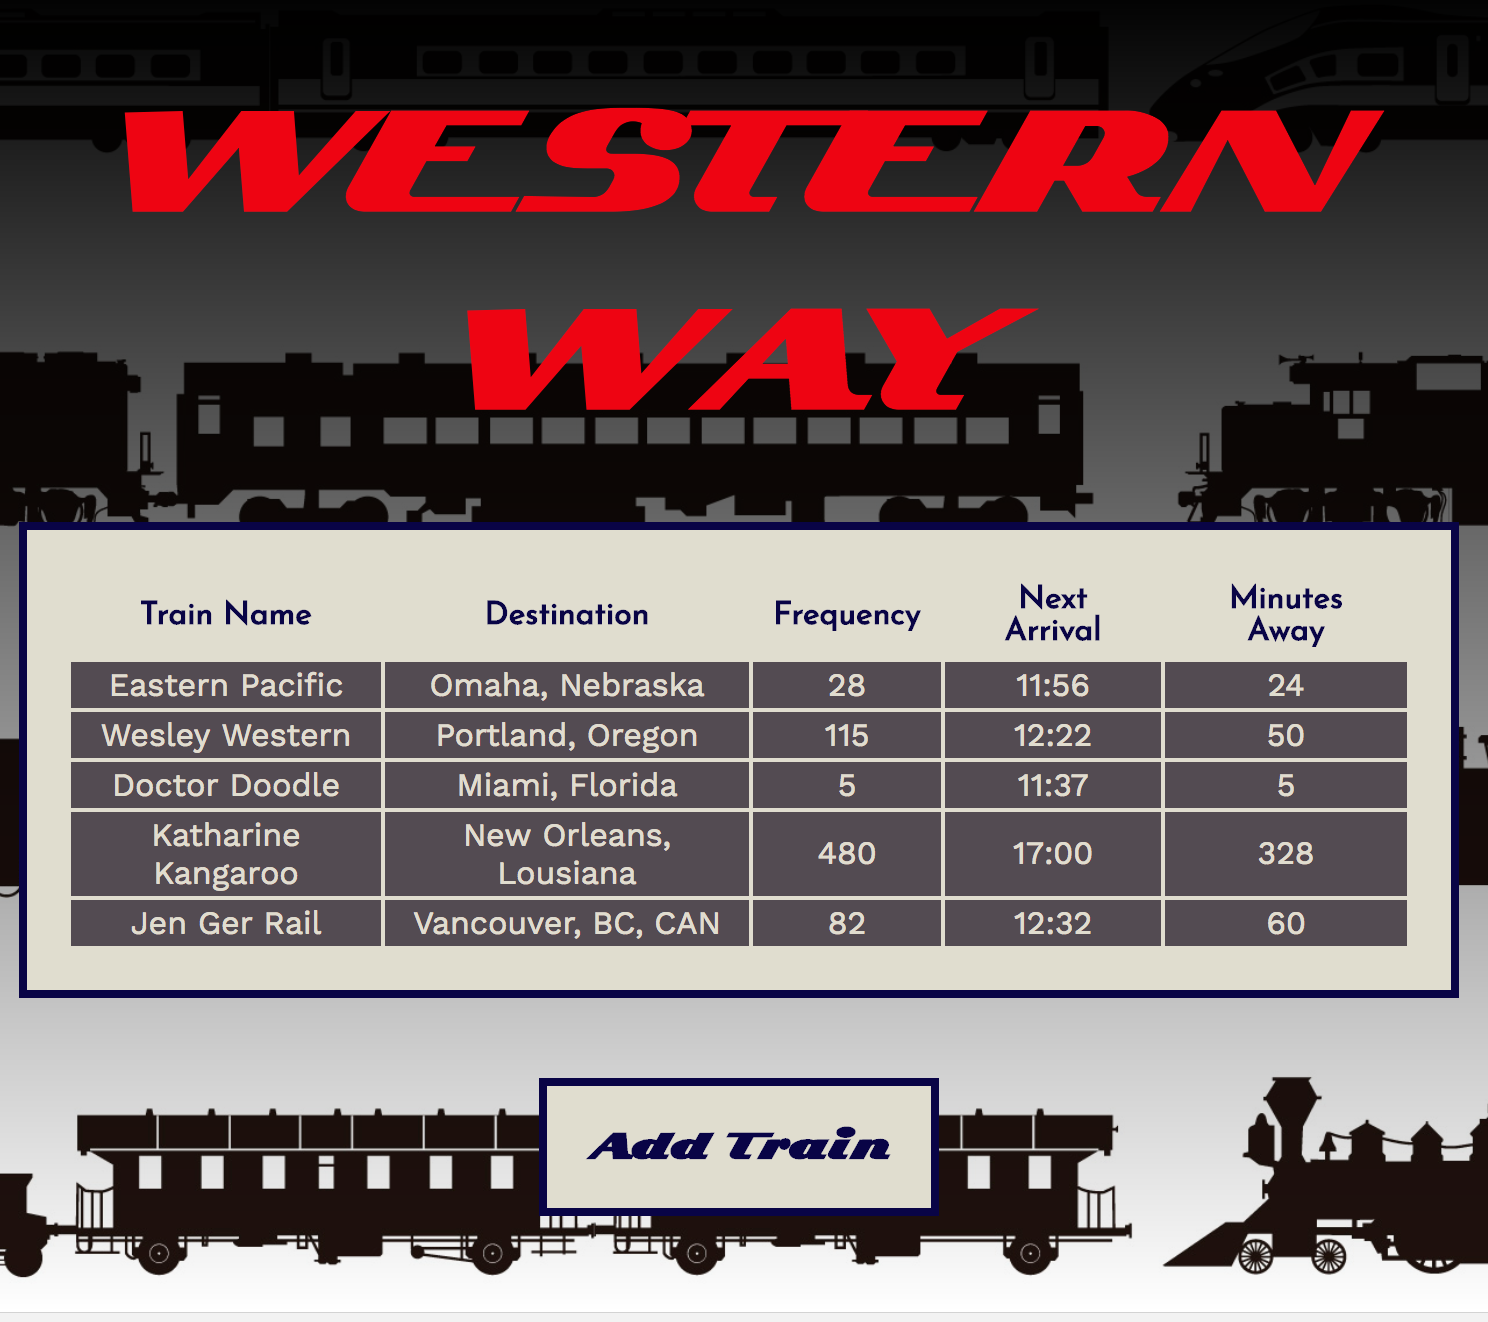 WESTERN
WAY
Train Name Destination Frequency Next Arrival Minutes Away
Eastern Pacific Omaha, Nebraska 28 11:56 24
Wesley Western Portland, Oregon 115 12:22 50
Doctor Doodle Miami, Florida 5 11:37 5
Katharine Kangaroo New Orleans, Lousiana 480 17:00 328
Jen Ger Rail Vancouver, BC, CAN 82 12:32 60
Add Train